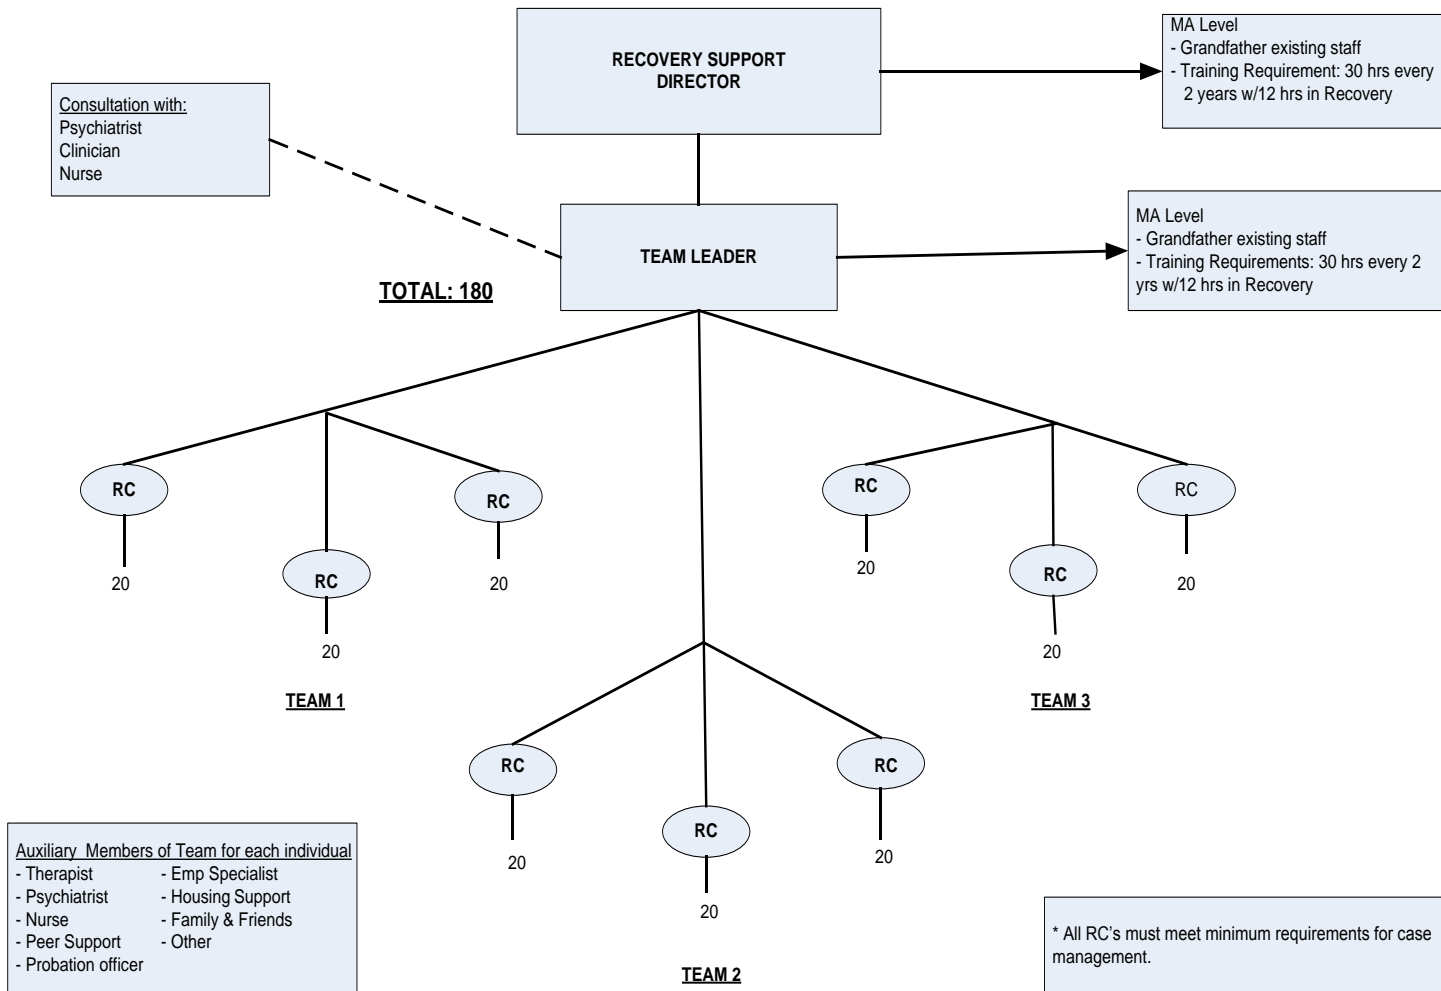 RECOVERY SUPPORT
DIRECTOR
MA Level
- Grandfather existing staff
- Training Requirement: 30 hrs every
2 years w/12 hrs in Recovery
Consultation with:
Psychiatrist
Clinician
Nurse
TEAM LEADER
MA Level
- Grandfather existing staff
- Training Requirements: 30 hrs every 2
yrs w/12 hrs in Recovery
TOTAL: 180
RC
20
RC
20
RC
20
TEAM 1
RC
20
RC
20
RC
20
TEAM 3
RC
20
RC
20
RC
20
TEAM 2
Auxiliary Members of Team for each individual
- Therapist - Emp Specialist
- Psychiatrist - Housing Support
- Nurse - Family & Friends
- Peer Support - Other
- Probation officer
* All RC's must meet minimum requirements for case
management.